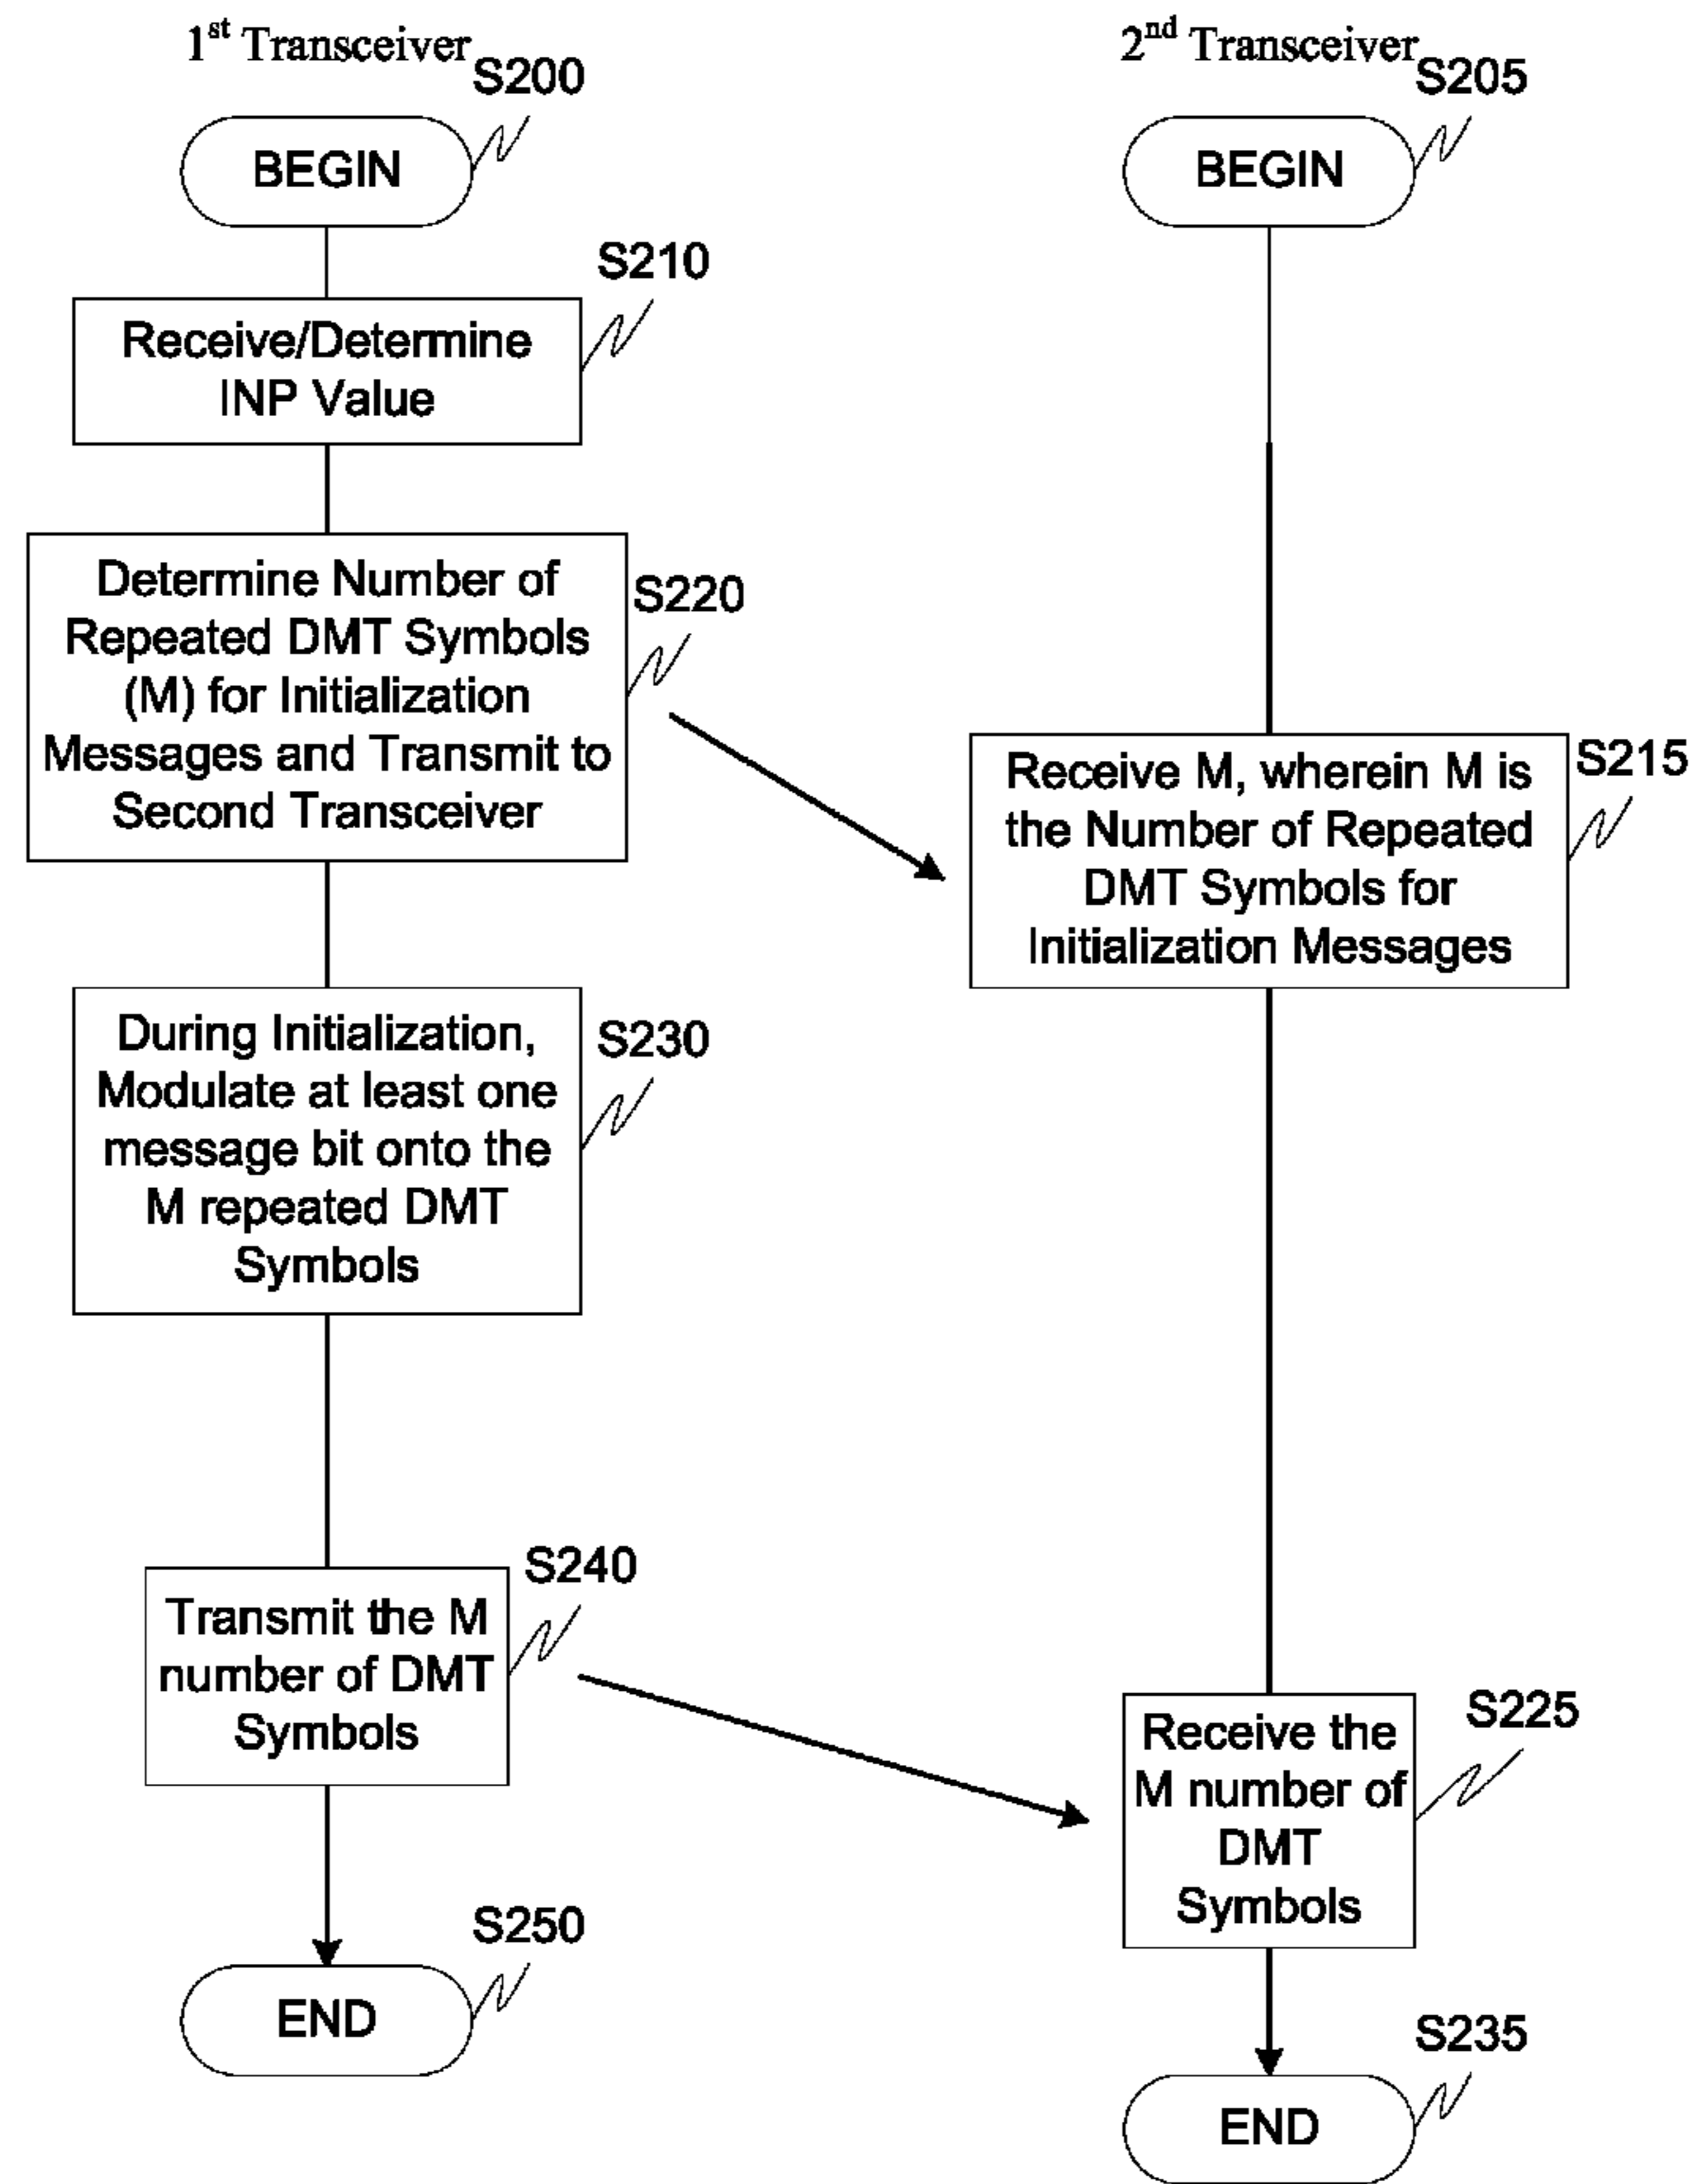 1st Transceiver
S200
BEGIN
S210
Receive/Determine
INP Value
Determine Number of
Repeated DMT Symbols
(M) for Initialization
Messages and Transmit to
Second Transceiver
S220
During Initialization,
Modulate at least one
message bit onto the
M repeated DMT
Symbols
S230
S240
Transmit the M
number of DMT
Symbols
S250
END
2nd Transceiver
S205
BEGIN
Receive M, wherein M is
the Number of Repeated
DMT Symbols for
Initialization Messages
S215
S225
Receive the
M number of
DMT
Symbols
S235
END